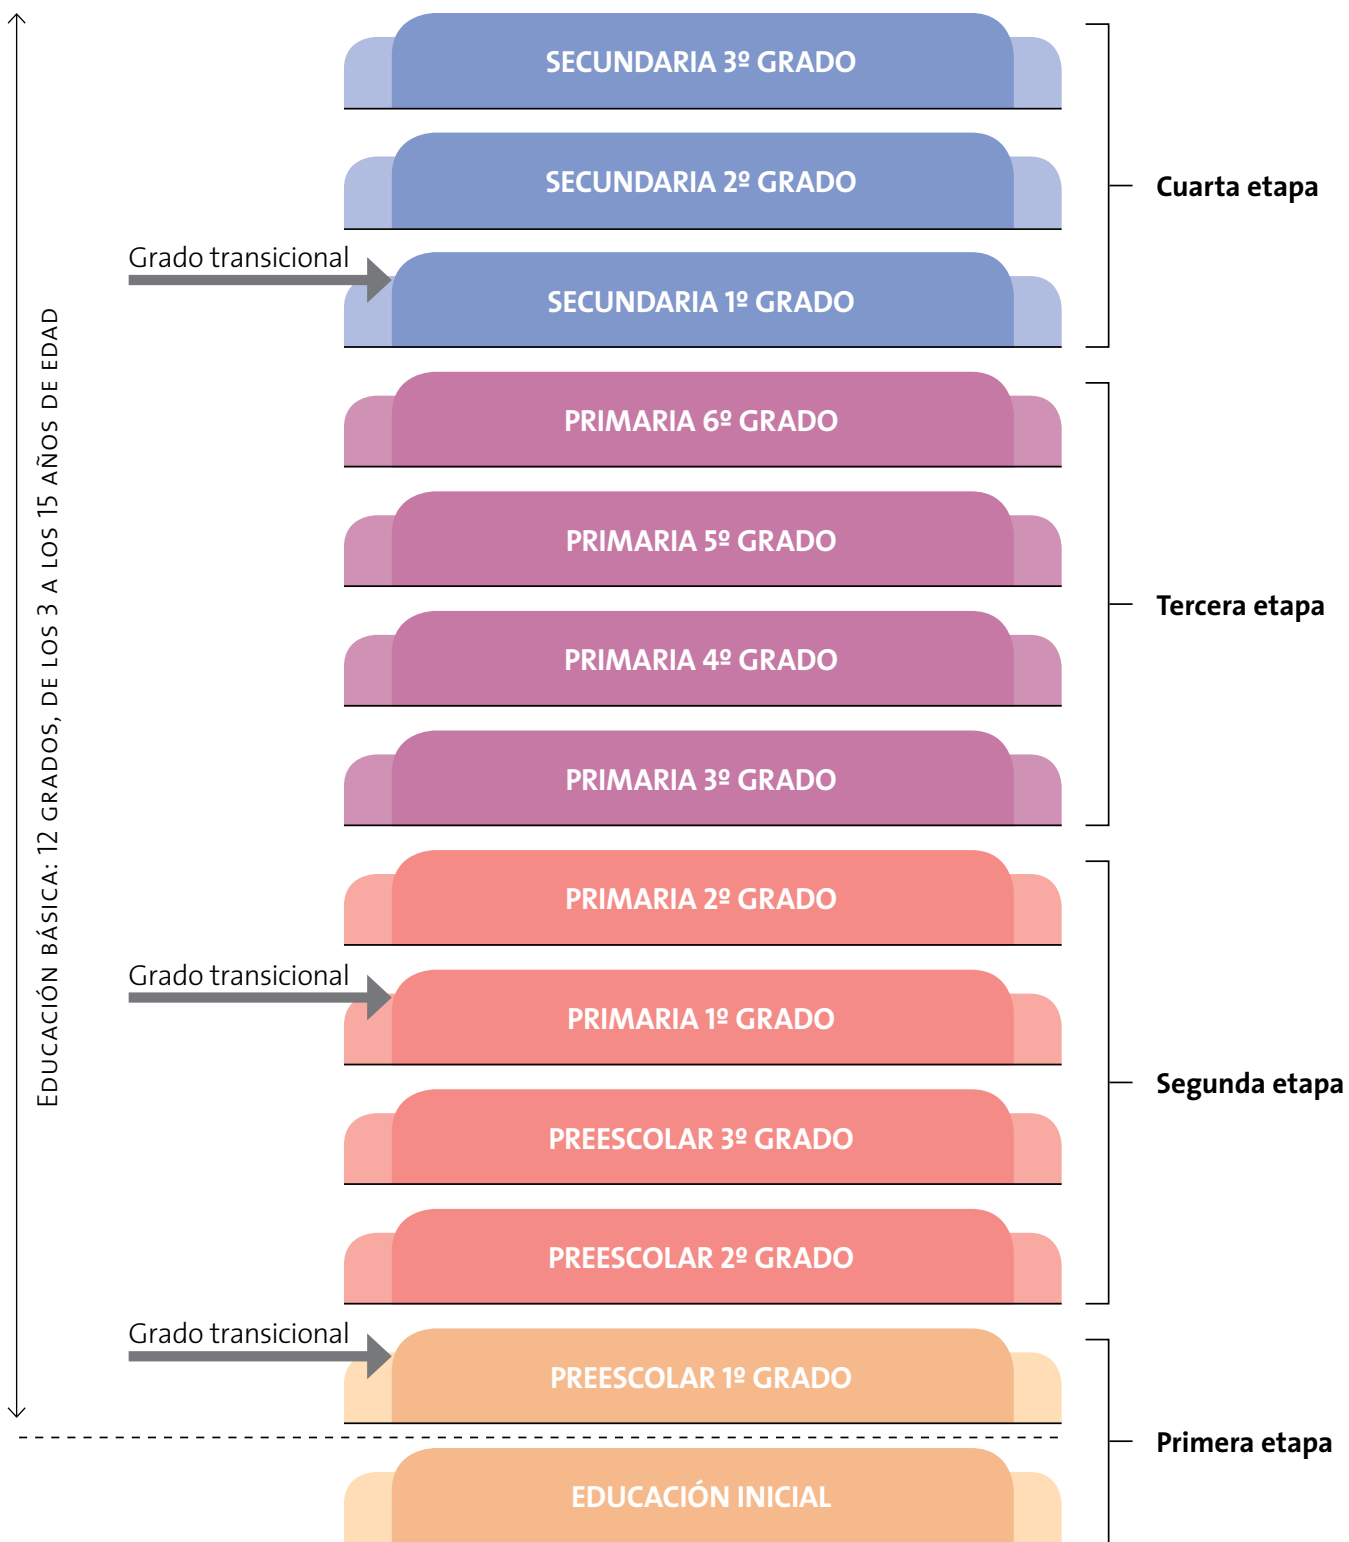 SECUNDARIA 3º GRADO
SECUNDARIA 2º GRADO
Cuarta etapa
Grado transicional
SECUNDARIA 1º GRADO
EDUCACIÓN BÁSICA: 12 GRADOS, DE LOS 3 A LOS 15 AÑOS DE EDAD
PRIMARIA 6º GRADO
PRIMARIA 5º GRADO
Tercera etapa
PRIMARIA 4º GRADO
PRIMARIA 3º GRADO
PRIMARIA 2º GRADO
Grado transicional
PRIMARIA 1º GRADO
Segunda etapa
PREESCOLAR 3º GRADO
PREESCOLAR 2º GRADO
Grado transicional
PREESCOLAR 1º GRADO
Primera etapa
EDUCACIÓN INICIAL